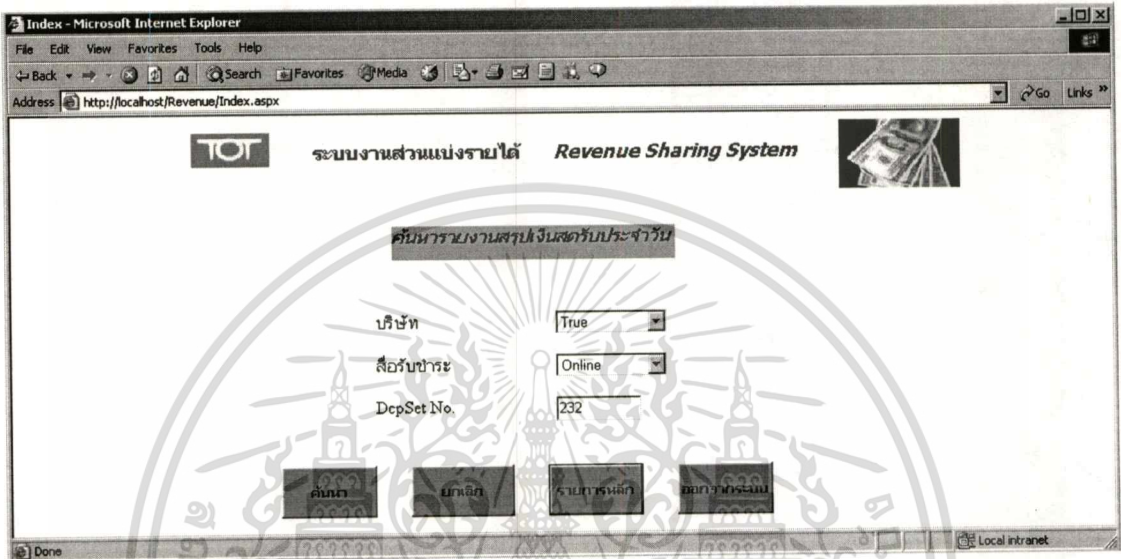 Index - Microsoft Internet Explorer
File Edit View Favorites Tools Help
Back Search Favorites Media
Address http://localhost/Revenue/Index.aspx Go Links »
TOT ระบบงานส่วนแบ่งรายได้ Revenue Sharing System
ค้นหารายงานสรุปเงินสดรับประจำวัน
บริษัท True
สื่อรับชำระ Online
DepSet No. 232
ค้นหา ยกเลิก รายการหลัก ออกจากระบบ
Done Local intranet